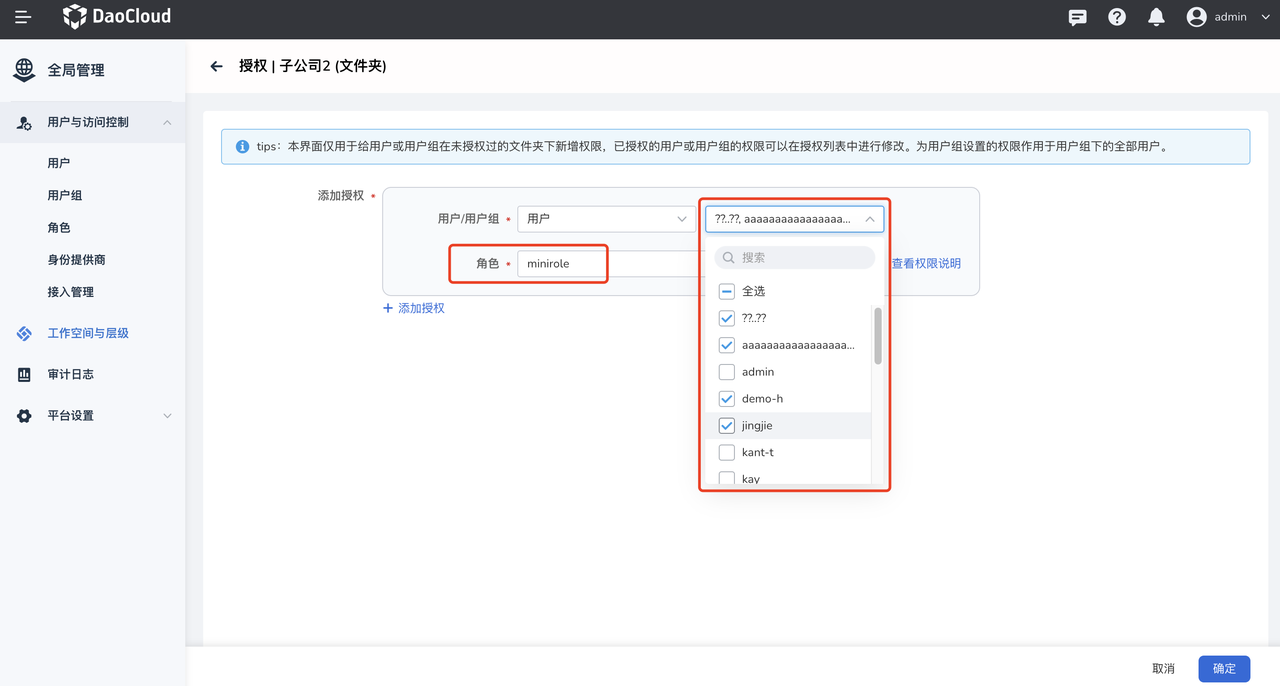 DaoCloud
admin
全局管理
用户与访问控制
用户
用户组
角色
身份提供商
接入管理
工作空间与层级
审计日志
平台设置
授权 | 子公司2 (文件夹)
tips：本界面仅用于给用户或用户组在未授权过的文件夹下新增权限，已授权的用户或用户组的权限可以在授权列表中进行修改。为用户组设置的权限作用于用户组下的全部用户。
添加授权 *
用户/用户组 * 用户 ??..??, aaaaaaaaaaaaaaaaa...
角色 * minirole 查看权限说明
+ 添加授权
搜索
全选
??..??
aaaaaaaaaaaaaaaaa...
admin
demo-h
jingjie
kant-t
kay
取消 确定